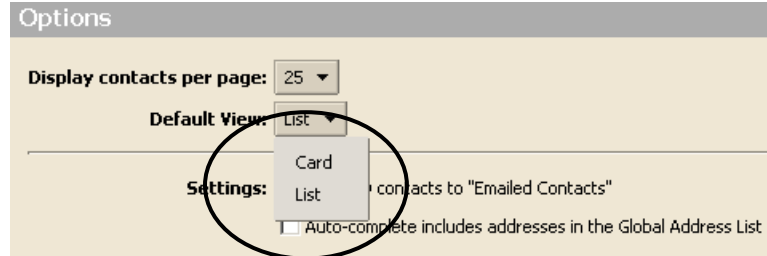 Options
Display contacts per page: 25
Default View: List
Card
List
Settings: contacts to "Emailed Contacts"
Auto-complete includes addresses in the Global Address List